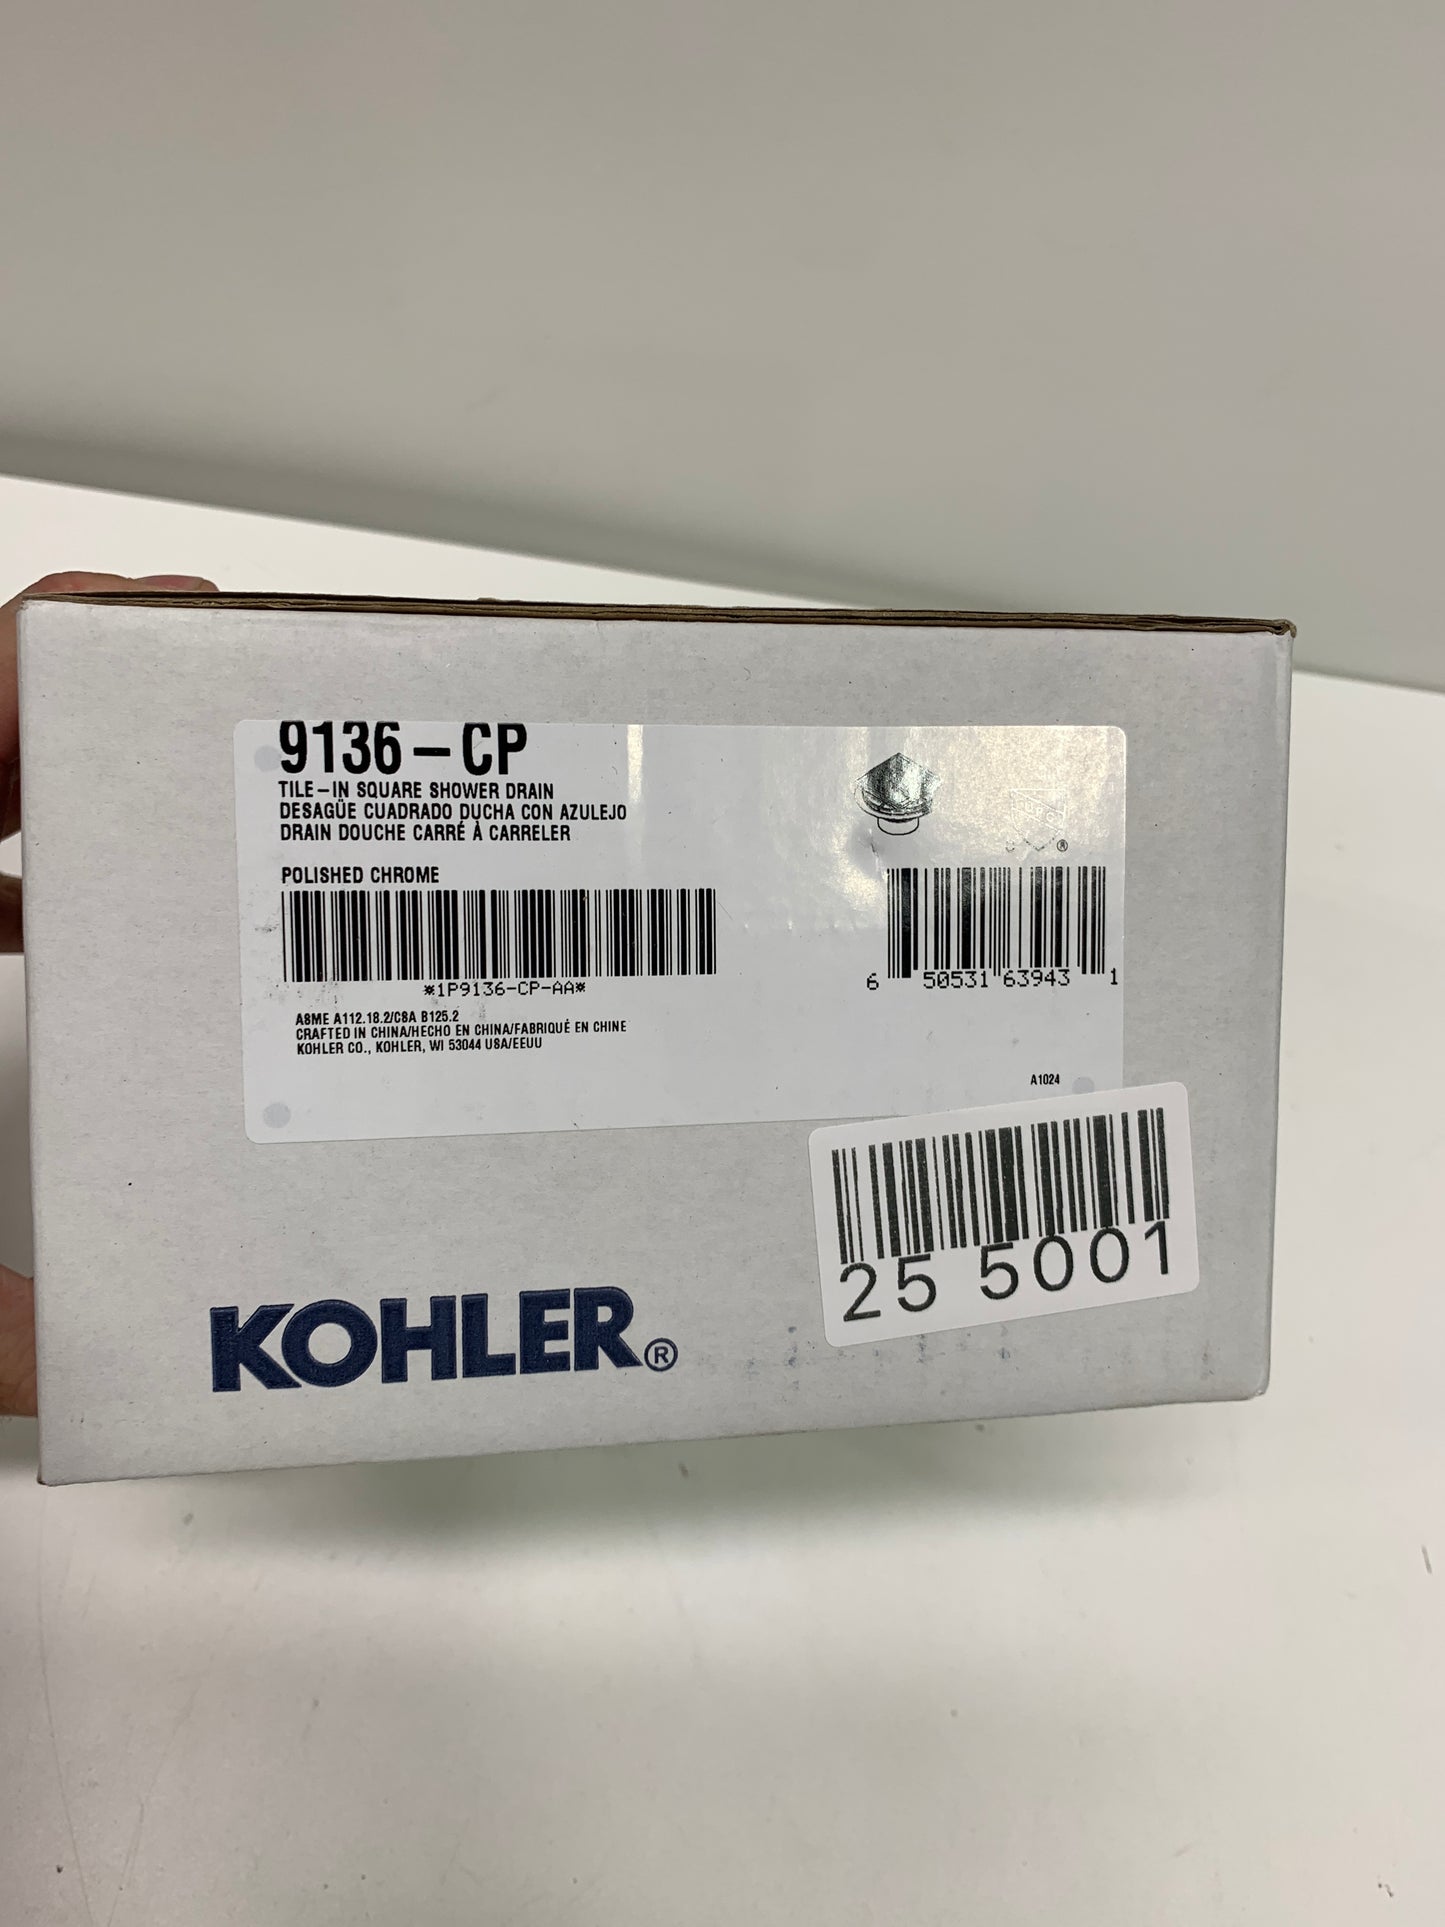 9136-CP
TILE-IN SQUARE SHOWER DRAIN
DESAGÜE CUADRADO DUCHA CON AZULEJO
DRAIN DOUCHE CARRÉ À CARRELER
POLISHED CHROME
*1P9136-CP-AA*
®
6 50531 63943 1
ASME A112.18.2/CSA B125.2
CRAFTED IN CHINA/HECHO EN CHINA/FABRIQUÉ EN CHINE
KOHLER CO., KOHLER, WI 53044 USA/EEUU
A1024
25 5001
KOHLER®